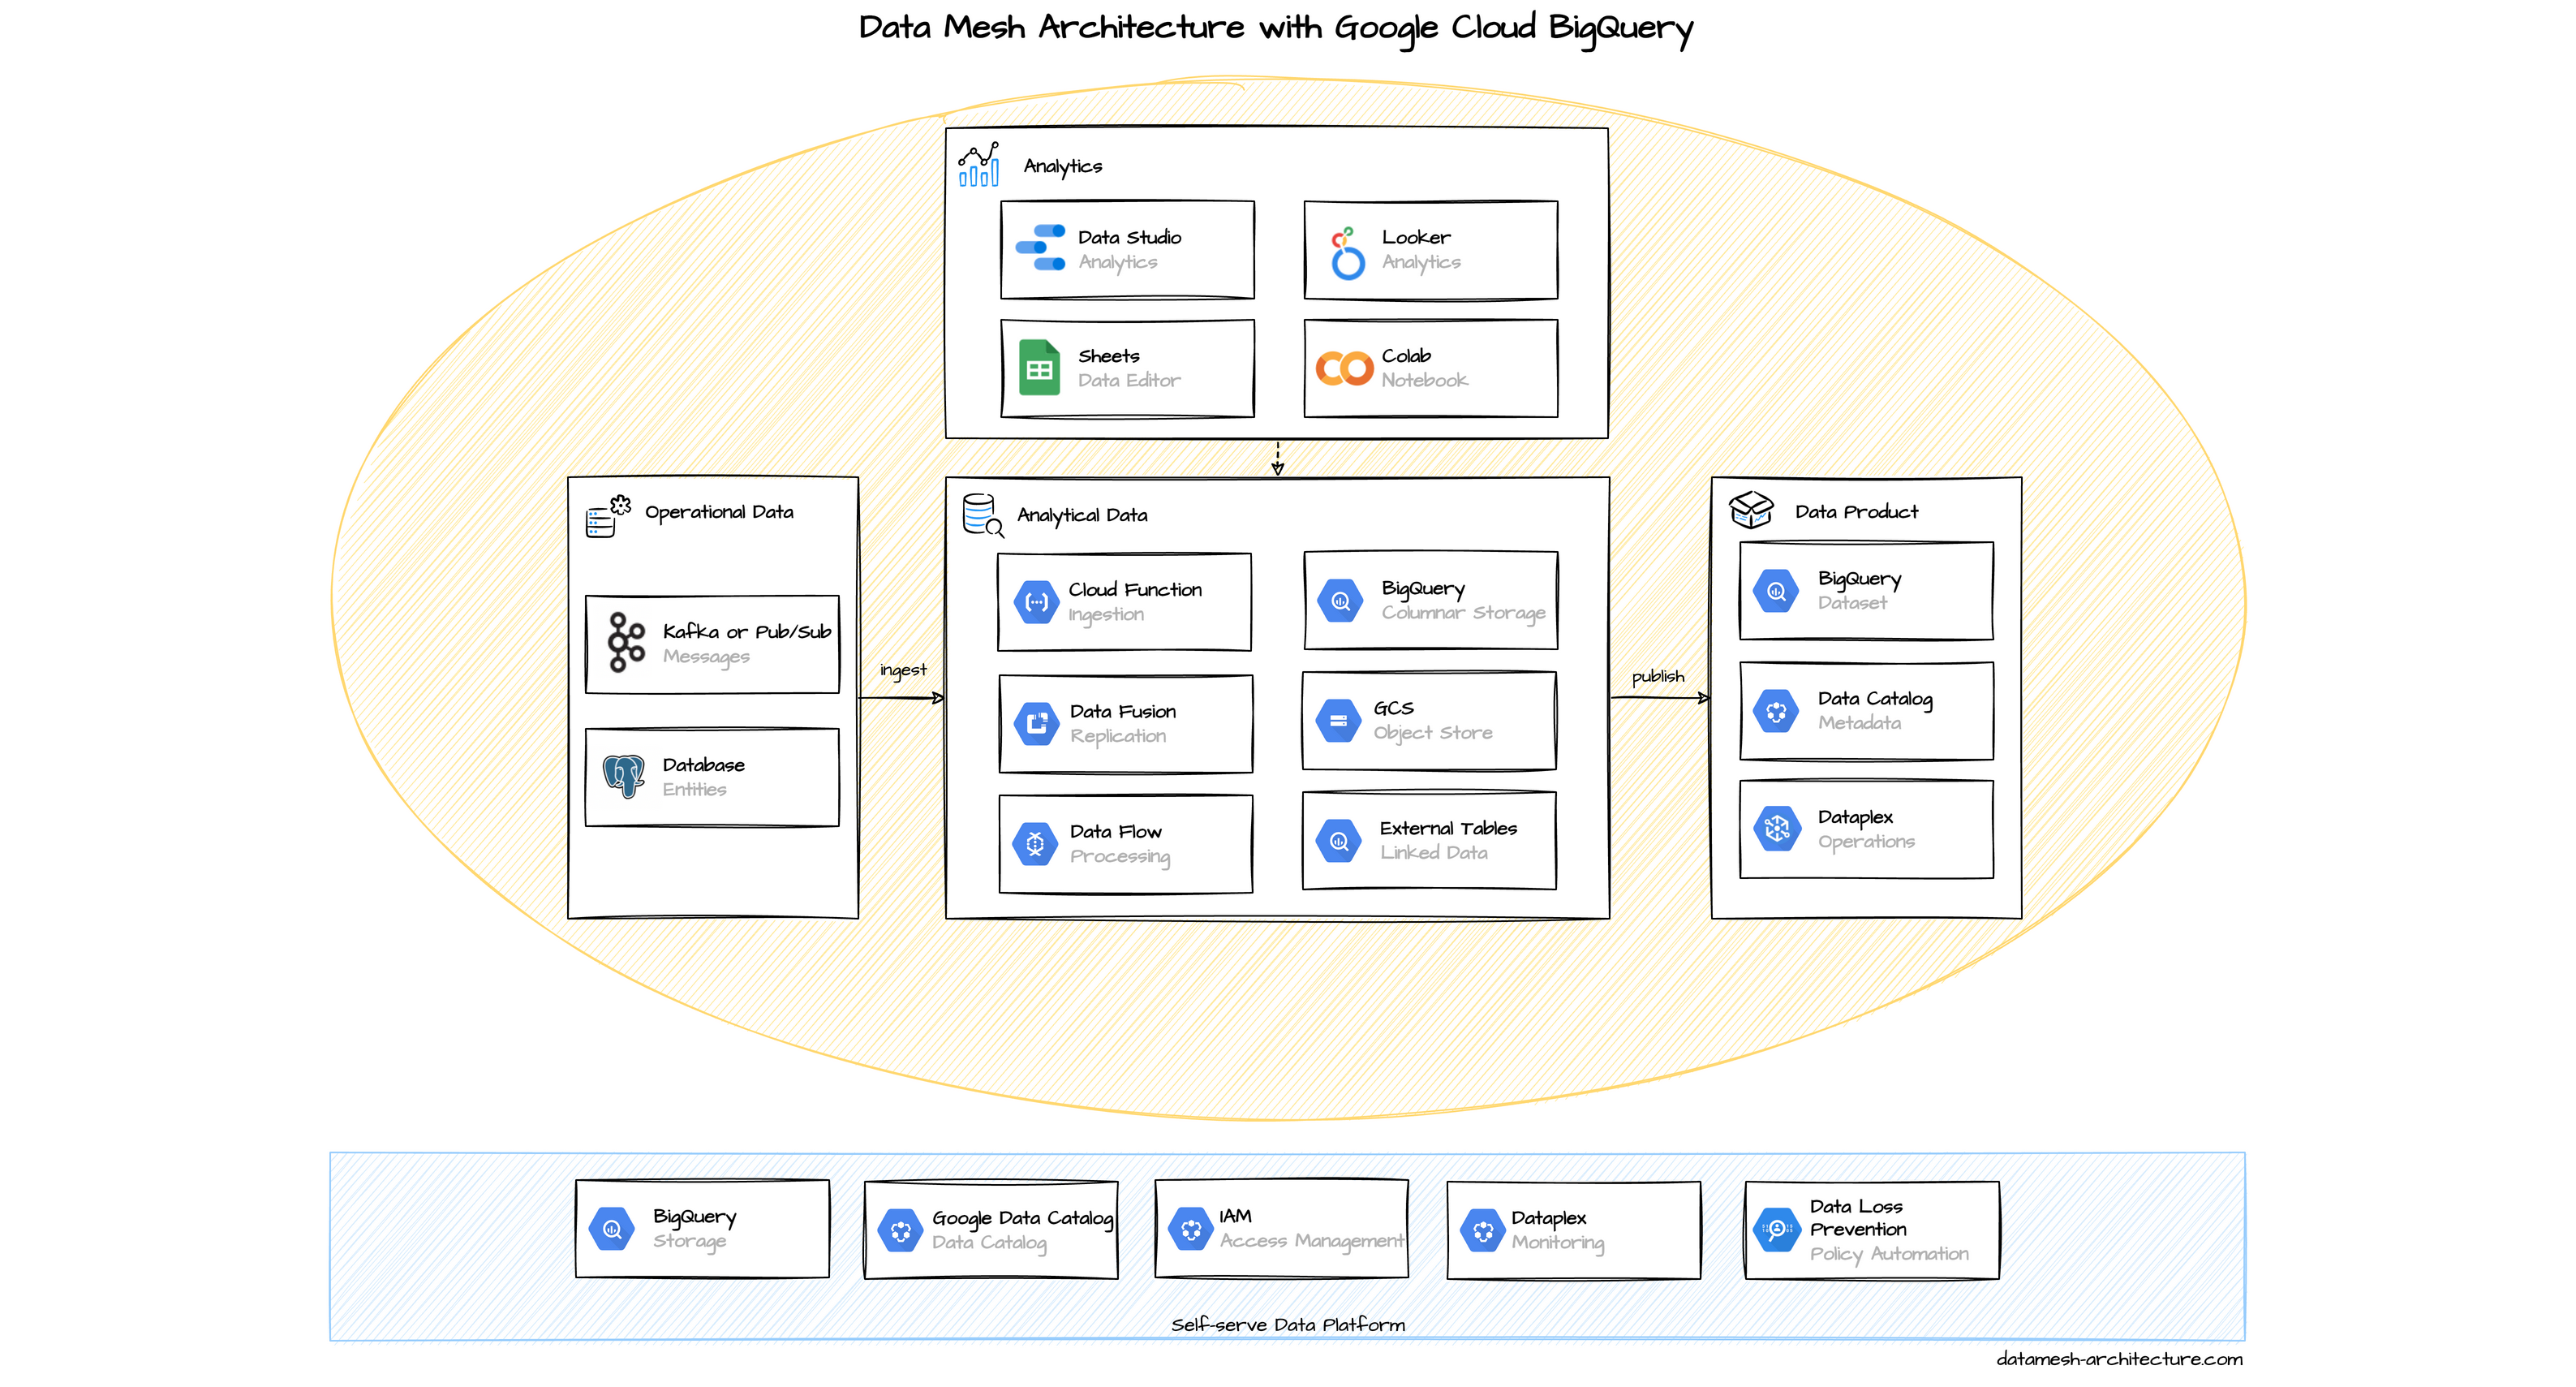 Data Mesh Architecture with Google Cloud BigQuery
Analytics
Data Studio
Analytics
Looker
Analytics
Sheets
Data Editor
Colab
Notebook
Operational Data
Kafka or Pub/Sub
Messages
Database
Entities
ingest
Analytical Data
Cloud Function
Ingestion
BigQuery
Columnar Storage
Data Fusion
Replication
GCS
Object Store
Data Flow
Processing
External Tables
Linked Data
publish
Data Product
BigQuery
Dataset
Data Catalog
Metadata
Dataplex
Operations
BigQuery
Storage
Google Data Catalog
Data Catalog
IAM
Access Management
Dataplex
Monitoring
Data Loss
Prevention
Policy Automation
Self-serve Data Platform
datamesh-architecture.com